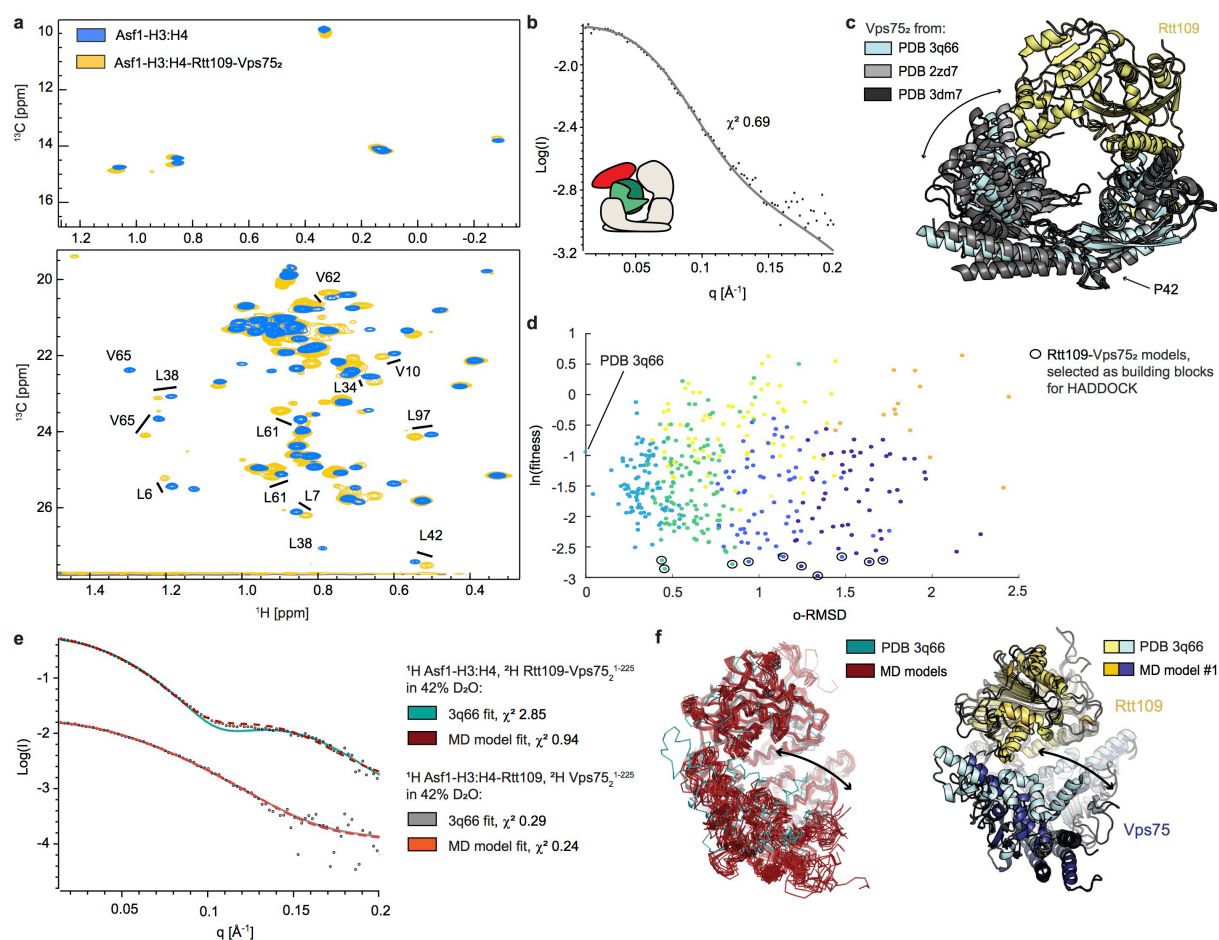 a
Asf1-H3:H4
Asf1-H3:H4-Rtt109-Vps75₂
10
12
14
16
¹³C [ppm]
1.2
1.0
0.8
0.6
0.4
0.2
0.0
-0.2
20
22
24
26
¹³C [ppm]
V62
V65
L38
V10
L34
V65
L97
L61
L6
L61
L7
L38
L42
1.4
1.2
1.0
0.8
0.6
0.4
¹H [ppm]
b
-2.0
-2.4
-2.8
-3.2
Log(I)
χ² 0.69
0.05
0.1
0.15
0.2
q [Å⁻¹]
c
Vps75₂ from:
PDB 3q66
PDB 2zd7
PDB 3dm7
Rtt109
P42
d
1
0.5
0
-0.5
-1
-1.5
-2
-2.5
-3
ln(fitness)
PDB 3q66
0
0.5
1
1.5
2
2.5
o-RMSD
Rtt109-Vps75₂ models,
selected as building blocks
for HADDOCK
e
-1
-2
-3
-4
Log(I)
0.05
0.1
0.15
0.2
q [Å⁻¹]
¹H Asf1-H3:H4, ²H Rtt109-Vps75₂¹⁻²²⁵
in 42% D₂O:
3q66 fit, χ² 2.85
MD model fit, χ² 0.94
¹H Asf1-H3:H4-Rtt109, ²H Vps75₂¹⁻²²⁵
in 42% D₂O:
3q66 fit, χ² 0.29
MD model fit, χ² 0.24
f
PDB 3q66
MD models
PDB 3q66
MD model #1
Rtt109
Vps75